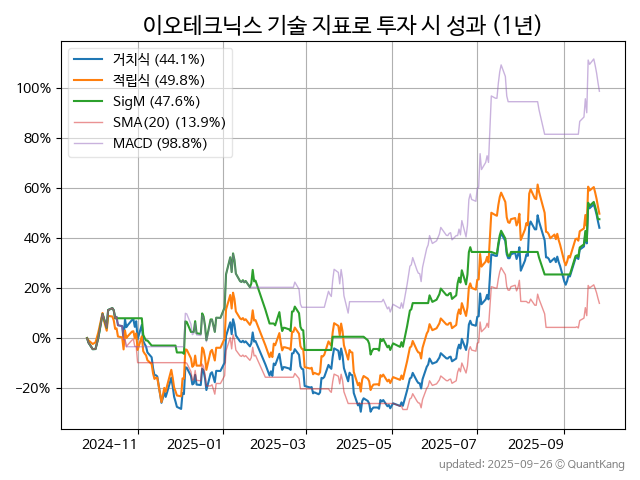 이오테크닉스 기술 지표로 투자 시 성과 (1년)
거치식 (44.1%)
적립식 (49.8%)
SigM (47.6%)
SMA(20) (13.9%)
MACD (98.8%)
100%
80%
60%
40%
20%
0%
−20%
2024-11 2025-01 2025-03 2025-05 2025-07 2025-09
updated: 2025-09-26 © QuantKang